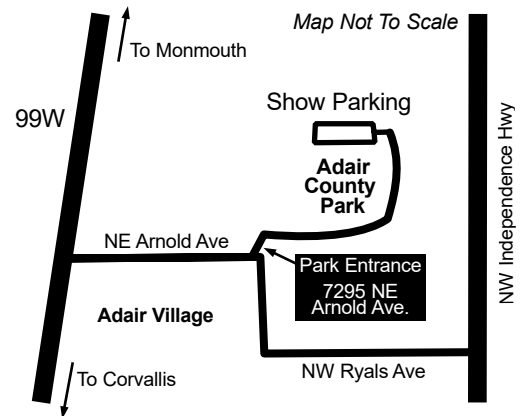 Map Not To Scale
To Monmouth
99W
Show Parking
Adair
County
Park
NW Independence Hwy
NE Arnold Ave
Park Entrance
7295 NE
Arnold Ave.
Adair Village
To Corvallis
NW Ryals Ave